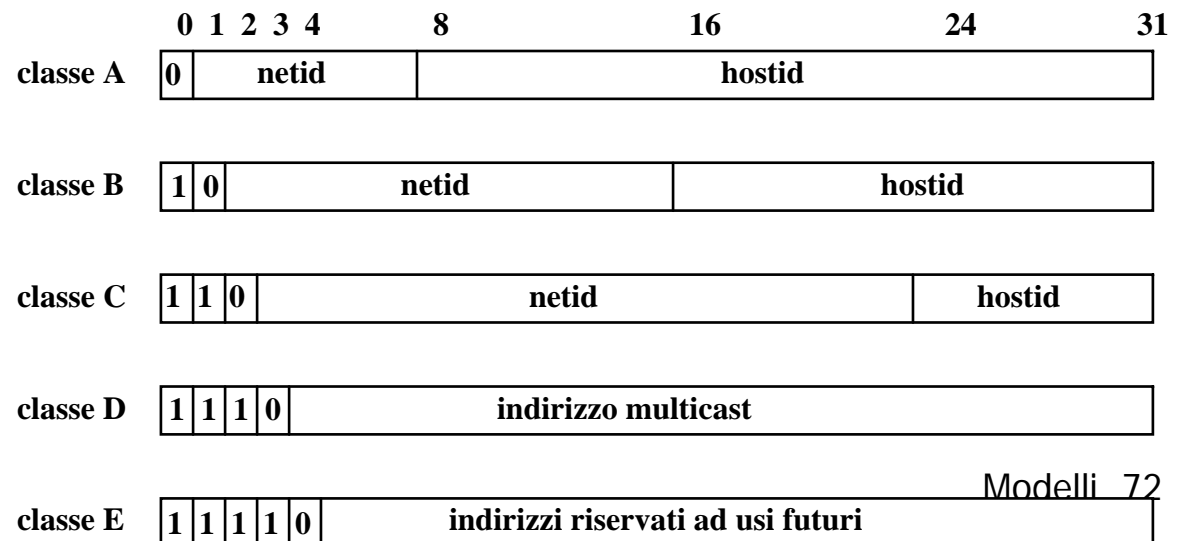 0 1 2 3 4 8 16 24 31
classe A 0 netid hostid
classe B 1 0 netid hostid
classe C 1 1 0 netid hostid
classe D 1 1 1 0 indirizzo multicast
Modelli 72
classe E 1 1 1 1 0 indirizzi riservati ad usi futuri